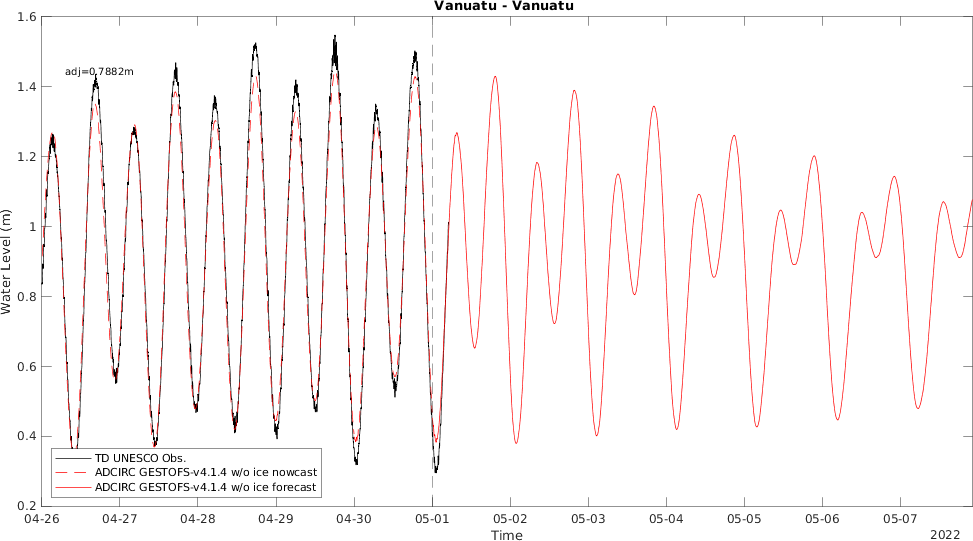 Vanuatu - Vanuatu
1.6
1.4
1.2
1
0.8
0.6
0.4
0.2
Water Level (m)
adj=0.7882m
TD UNESCO Obs.
ADCIRC GESTOFS-v4.1.4 w/o ice nowcast
ADCIRC GESTOFS-v4.1.4 w/o ice forecast
04-26 04-27 04-28 04-29 04-30 05-01 05-02 05-03 05-04 05-05 05-06 05-07
Time
2022